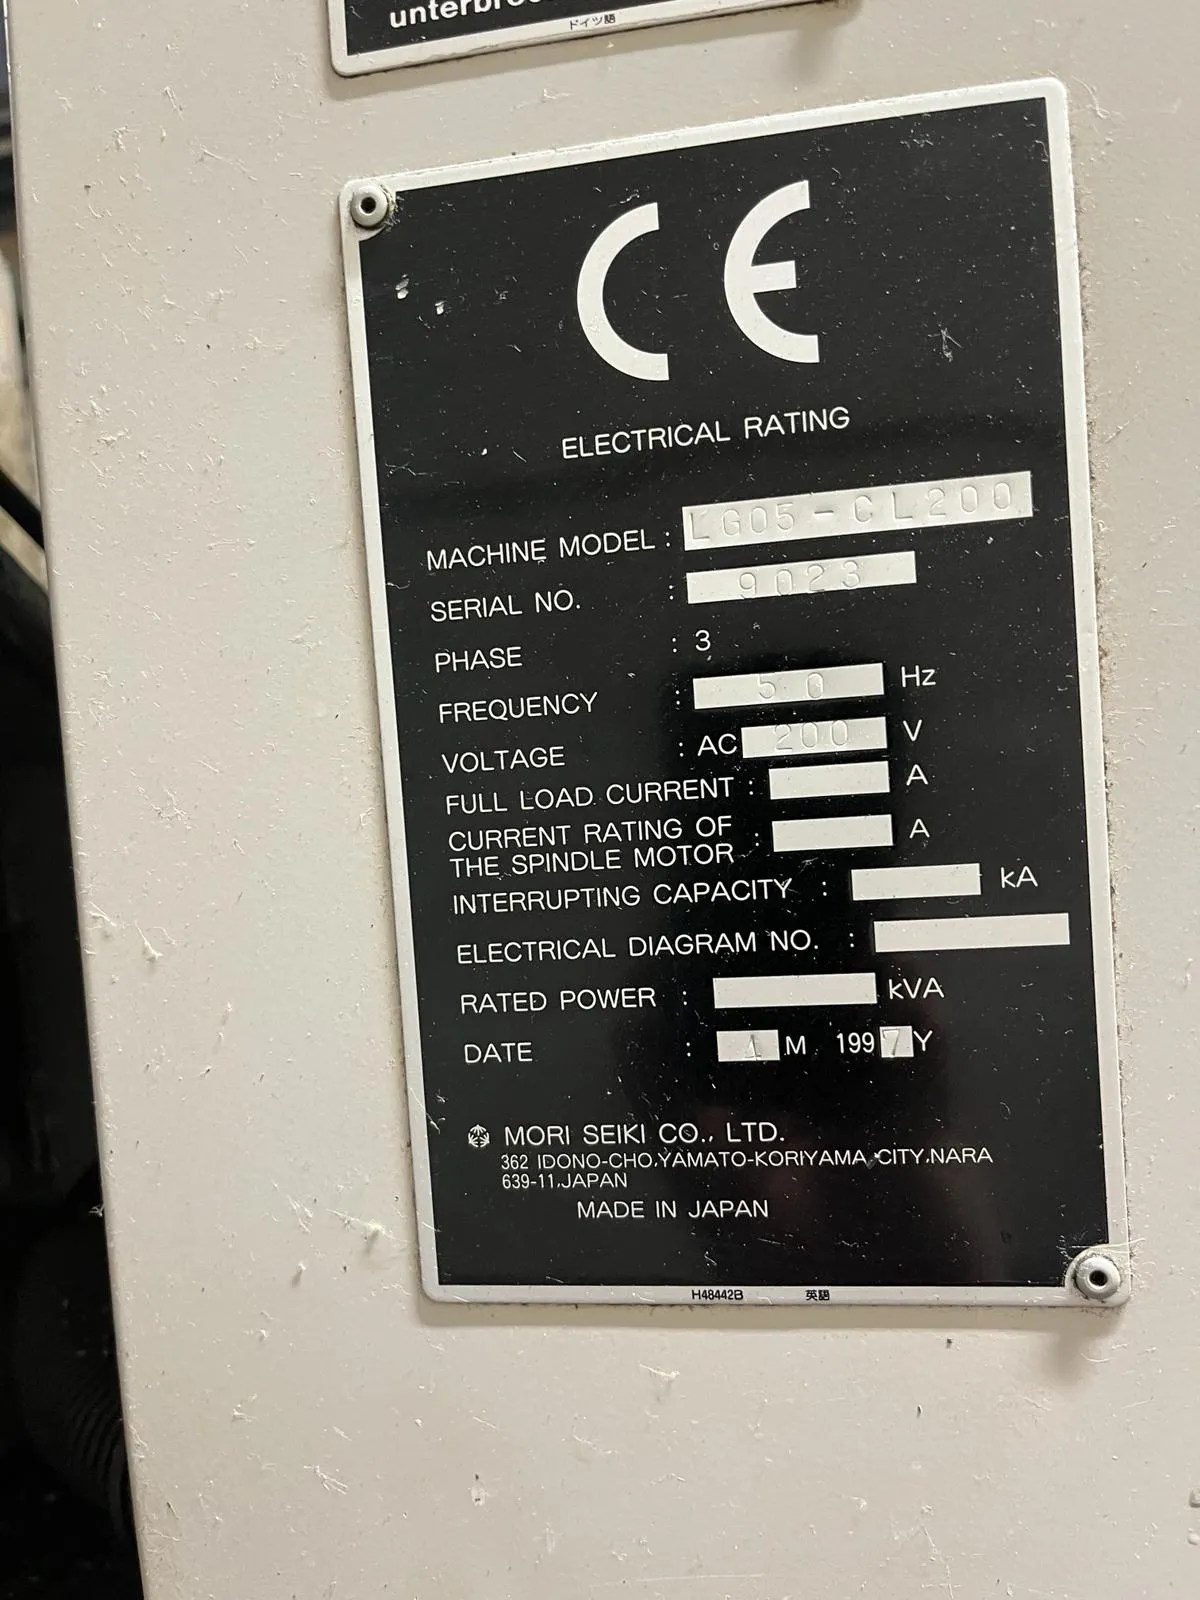 unterbre
ドイツ語
CE
ELECTRICAL RATING
MACHINE MODEL : LG05-CL200
SERIAL NO. : 9023
PHASE : 3
FREQUENCY : 50 Hz
VOLTAGE : AC 200 V
FULL LOAD CURRENT : A
CURRENT RATING OF
THE SPINDLE MOTOR : A
INTERRUPTING CAPACITY : kA
ELECTRICAL DIAGRAM NO. :
RATED POWER : kVA
DATE : 1 M 1997Y
MORI SEIKI CO., LTD.
362 IDONO-CHO,YAMATO-KORIYAMA CITY,NARA
639-11,JAPAN
MADE IN JAPAN
H48442B 英語